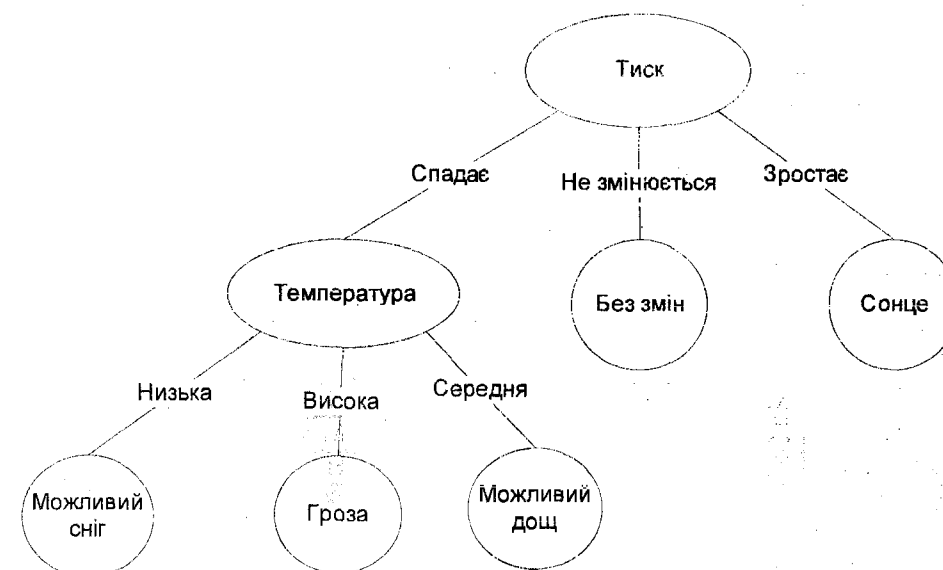 Тиск
Спадає
Не змінюється
Зростає
Температура
Без змін
Сонце
Низька
Висока
Середня
Можливий
сніг
Гроза
Можливий
дощ